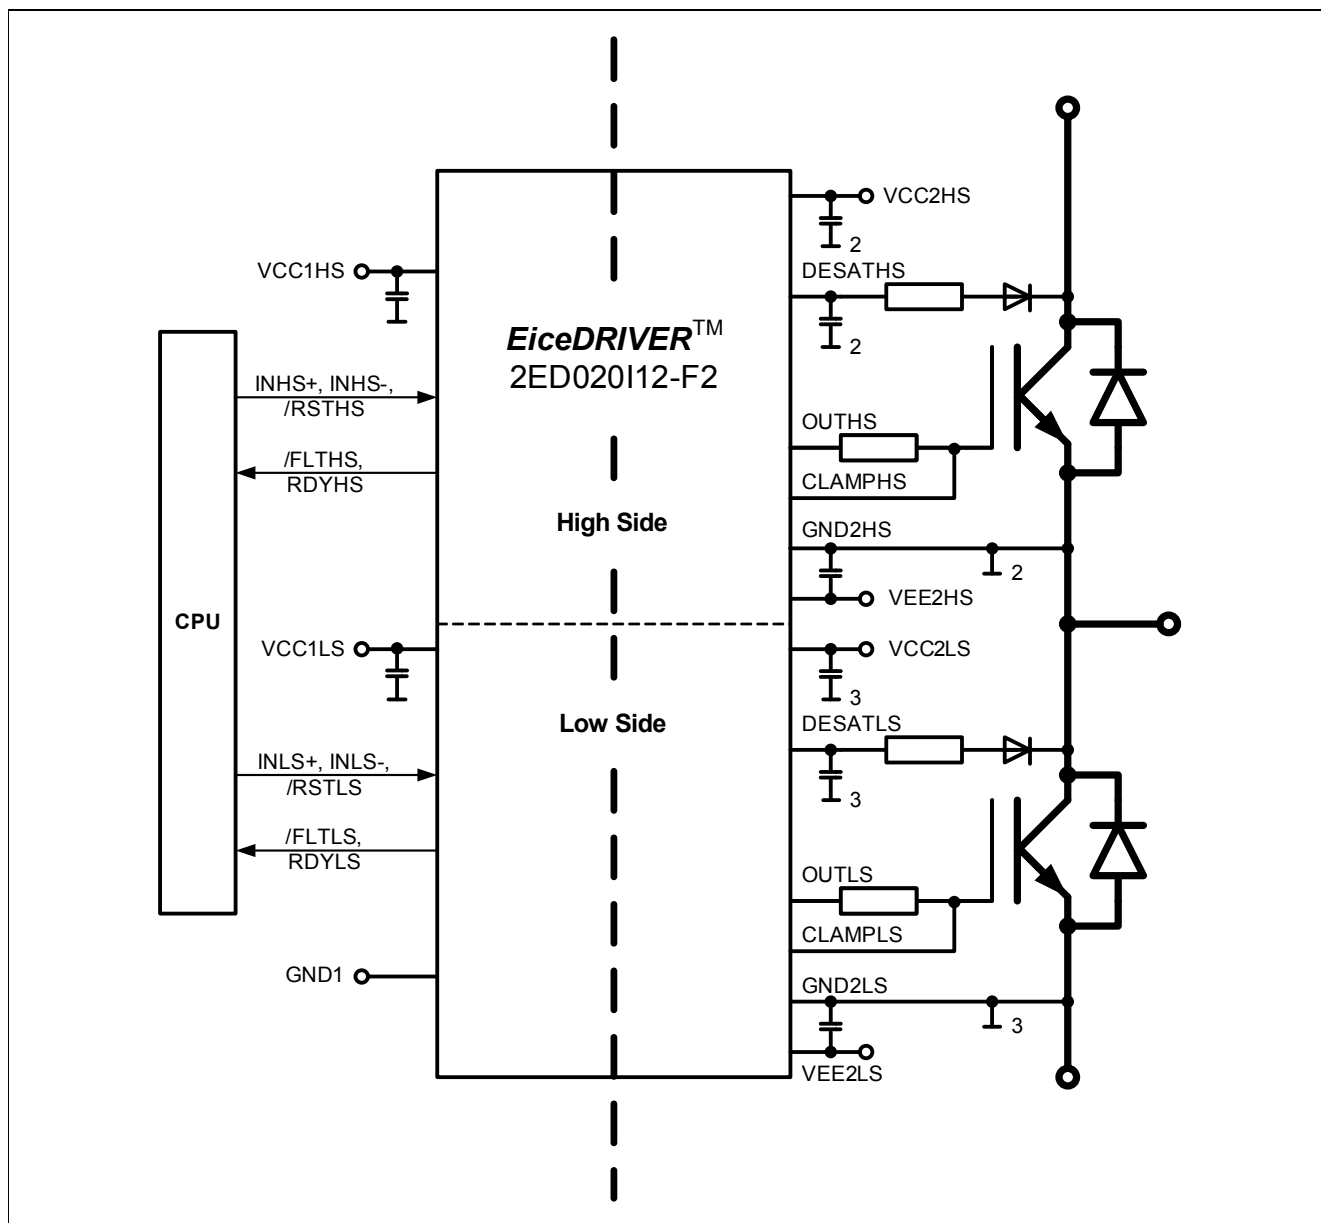 VCC2HS
2
VCC1HS
DESATHS
2
EiceDRIVER™
2ED020I12-F2
INHS+, INHS-,
/RSTHS
OUTHS
/FLTHS,
RDYHS
CLAMPHS
High Side
GND2HS
2
VEE2HS
CPU
VCC1LS
VCC2LS
3
Low Side
DESATLS
3
INLS+, INLS-,
/RSTLS
/FLTLS,
RDYLS
OUTLS
CLAMPLS
GND1
GND2LS
3
VEE2LS